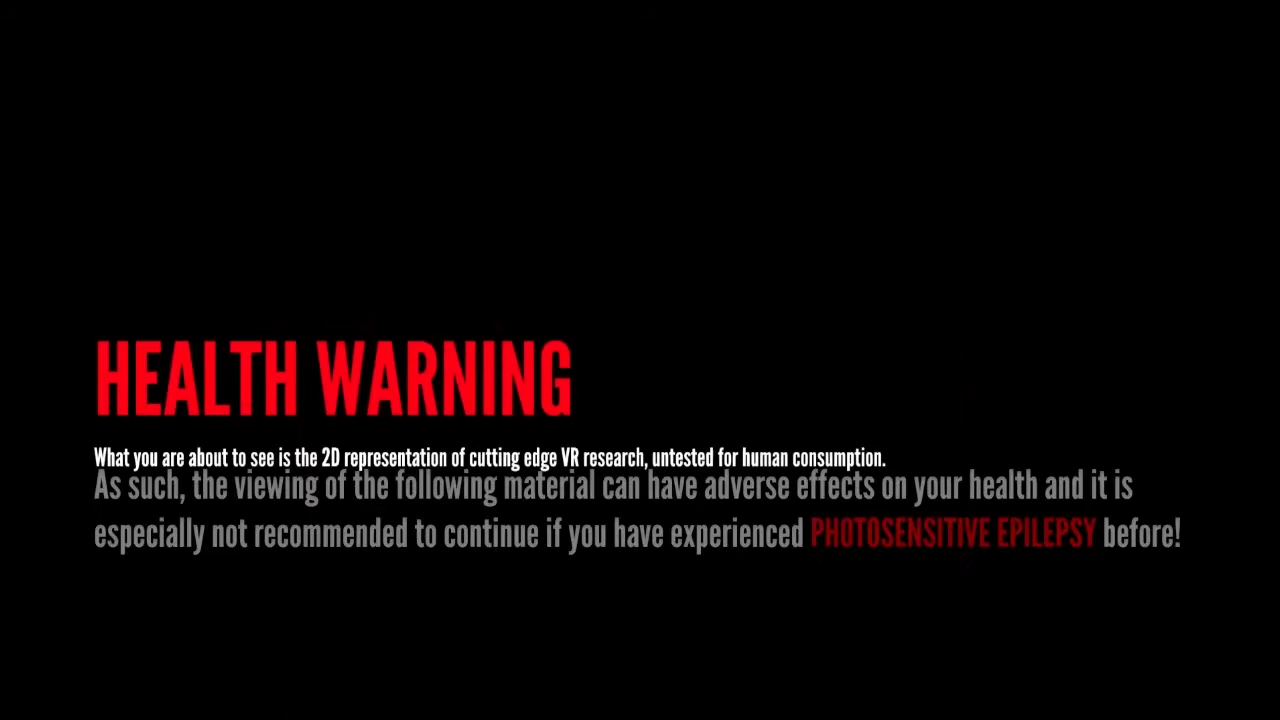 HEALTH WARNING
What you are about to see is the 2D representation of cutting edge VR research, untested for human consumption.
As such, the viewing of the following material can have adverse effects on your health and it is
especially not recommended to continue if you have experienced PHOTOSENSITIVE EPILEPSY before!